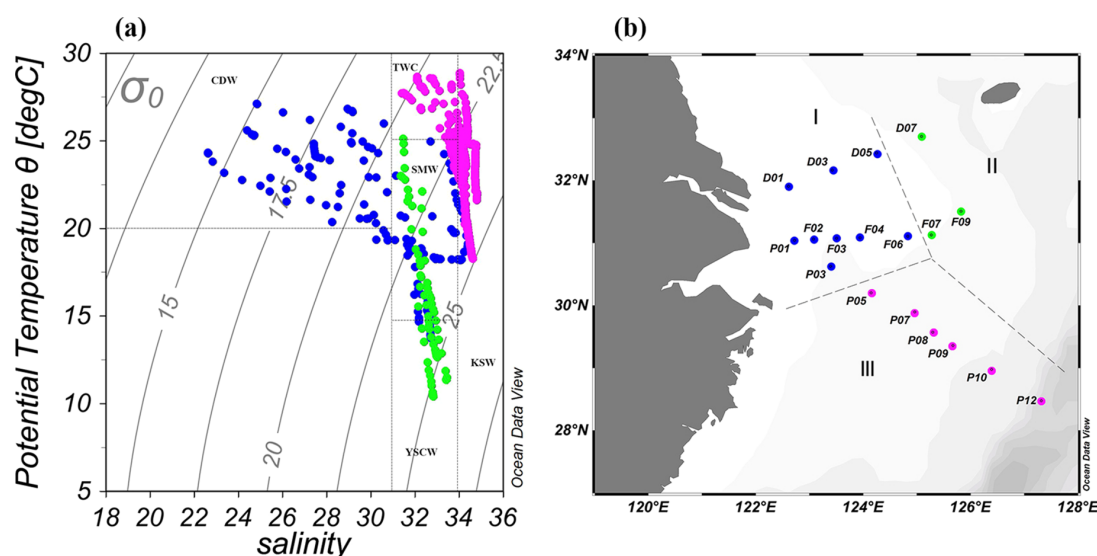 (a)
(b)
Potential Temperature θ [degC]
30
25
20
15
10
5
σ0
CDW
TWC
22.5
SMW
17.5
15
25
20
KSW
YSCW
Ocean Data View
18 20 22 24 26 28 30 32 34 36
salinity
34°N
32°N
30°N
28°N
I
D07
II
D05
D03
D01
F09
F07
F02
F04
P01
F03
F06
P03
P05
P07
P08
P09
III
P10
P12
Ocean Data View
120°E 122°E 124°E 126°E 128°E